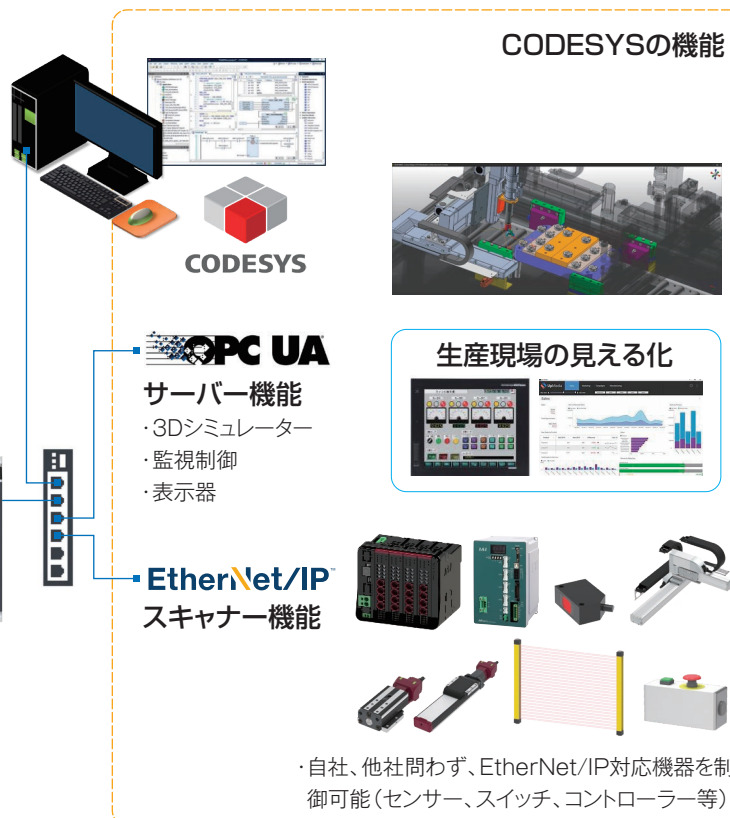 CODESYSの機能
CODESYS
OPC UA
サーバー機能
・3Dシミュレーター
・監視制御
・表示器
生産現場の見える化
EtherNet/IP™
スキャナー機能
・自社、他社問わず、EtherNet/IP対応機器を制
御可能（センサー、スイッチ、コントローラー等）